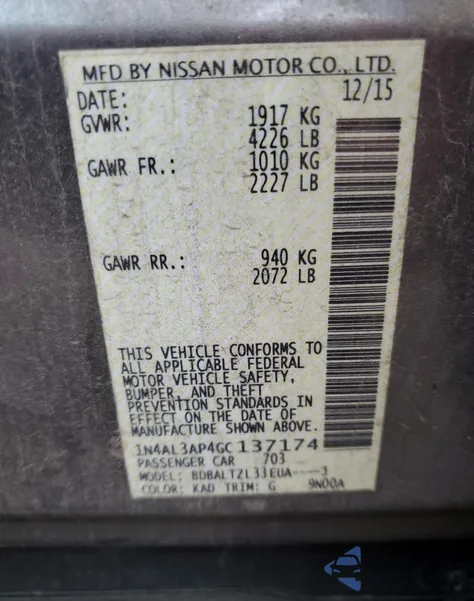 MFD BY NISSAN MOTOR CO., LTD.
DATE: 12/15
GVWR: 1917 KG
4226 LB
GAWR FR.: 1010 KG
2227 LB
GAWR RR.: 940 KG
2072 LB
THIS VEHICLE CONFORMS TO
ALL APPLICABLE FEDERAL
MOTOR VEHICLE SAFETY,
BUMPER, AND THEFT
PREVENTION STANDARDS IN
EFFECT ON THE DATE OF
MFR SHOWN ABOVE.
1N4AL3AP4GC137174
PASSENGER CAR 703
MODEL: BDBALTZL33EUA----J
COLOR: KAD TRIM: G 9N00A